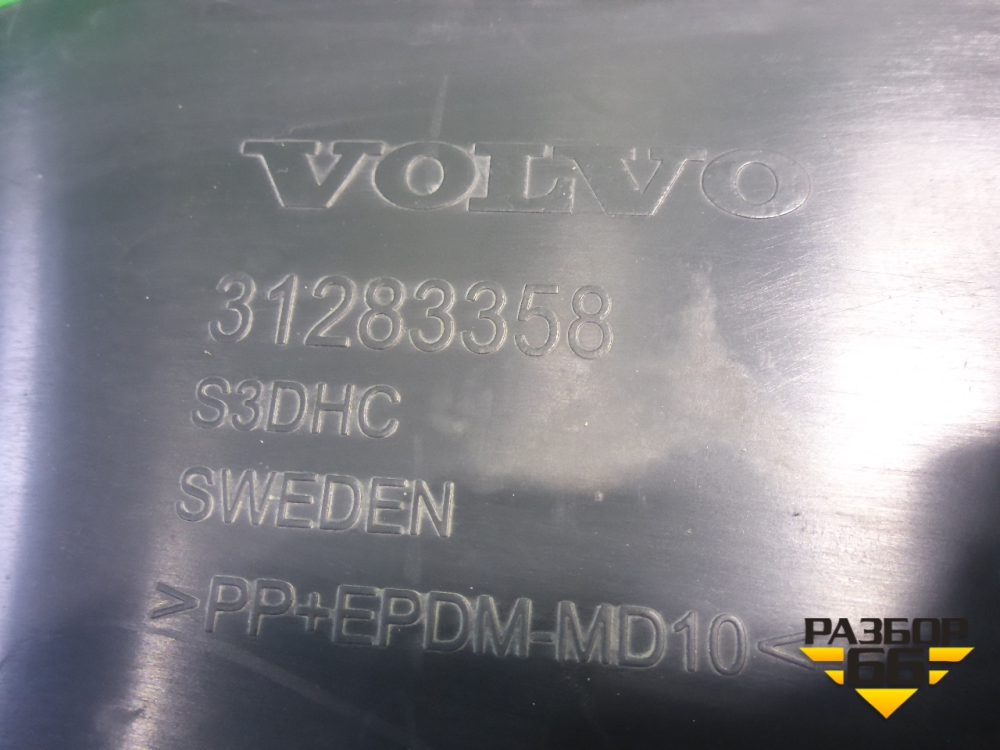 VOLVO
31283358
S3DHC
SWEDEN
>PP+EPDM-MD10<
РАЗБОР
66